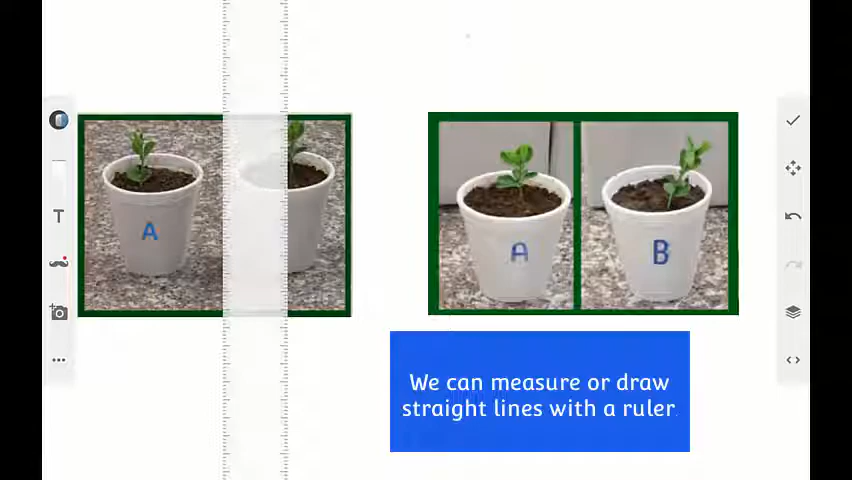 A
A
B
T
We can measure or draw
straight lines with a ruler.